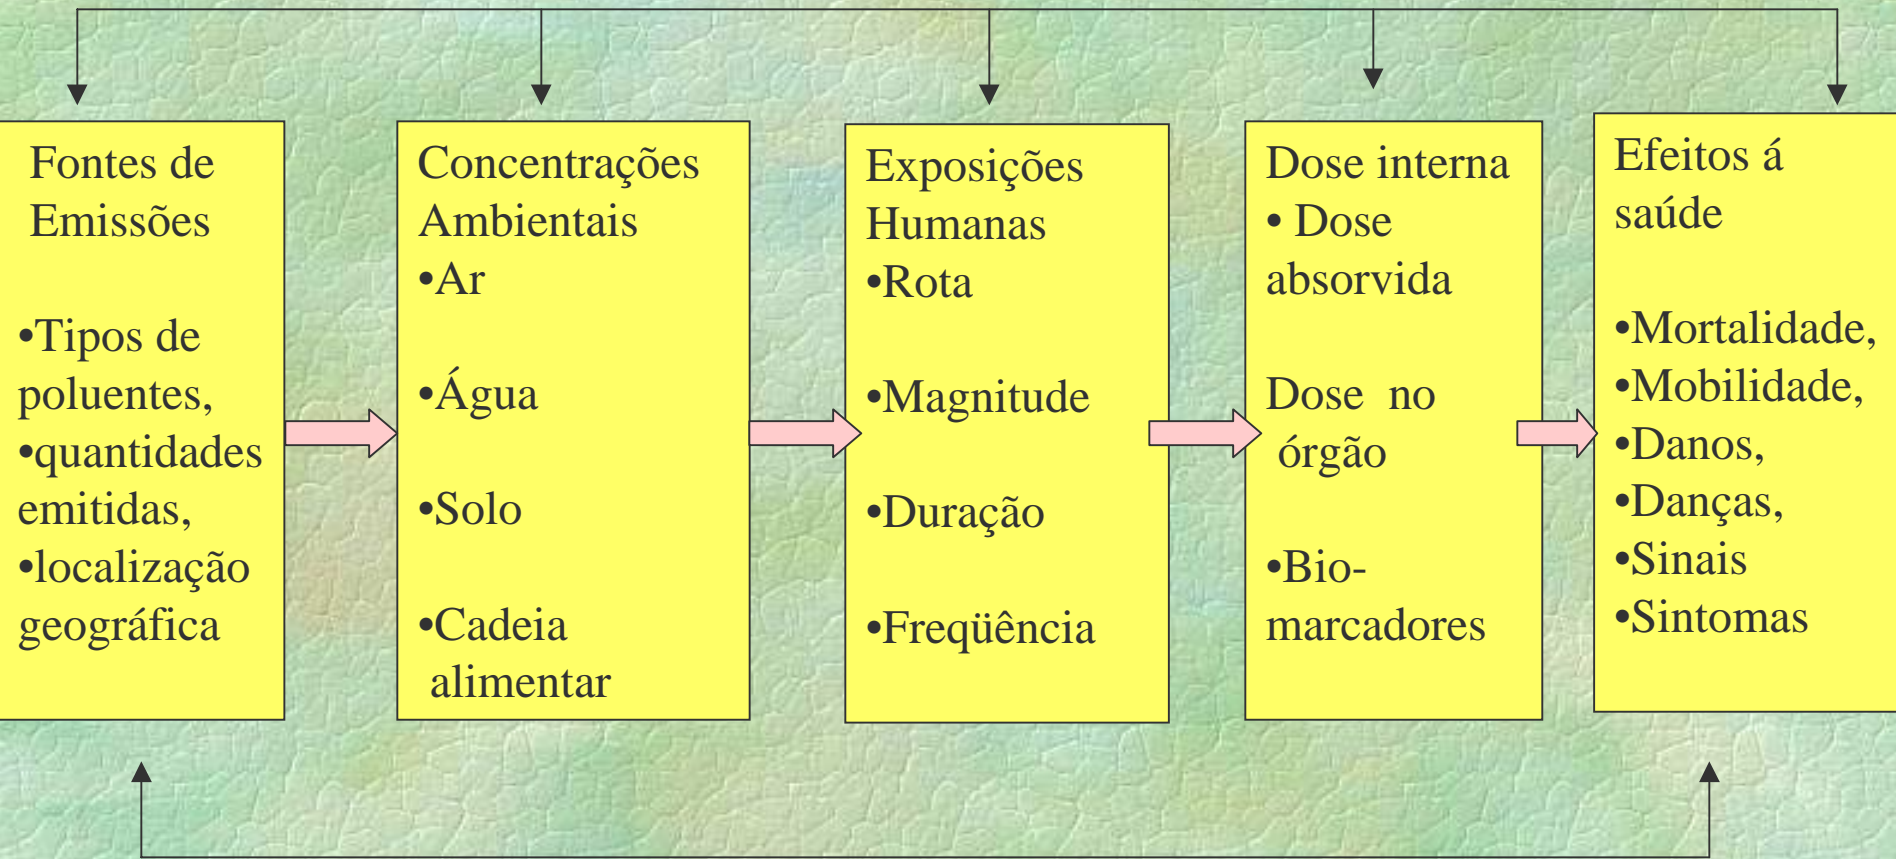 Fontes de
Emissões
•Tipos de
poluentes,
•quantidades
emitidas,
•localização
geográfica
Concentrações
Ambientais
•Ar
•Água
•Solo
•Cadeia
alimentar
Exposições
Humanas
•Rota
•Magnitude
•Duração
•Freqüência
Dose interna
• Dose
absorvida
Dose no
órgão
•Bio-
marcadores
Efeitos á
saúde
•Mortalidade,
•Mobilidade,
•Danos,
•Danças,
•Sinais
•Sintomas